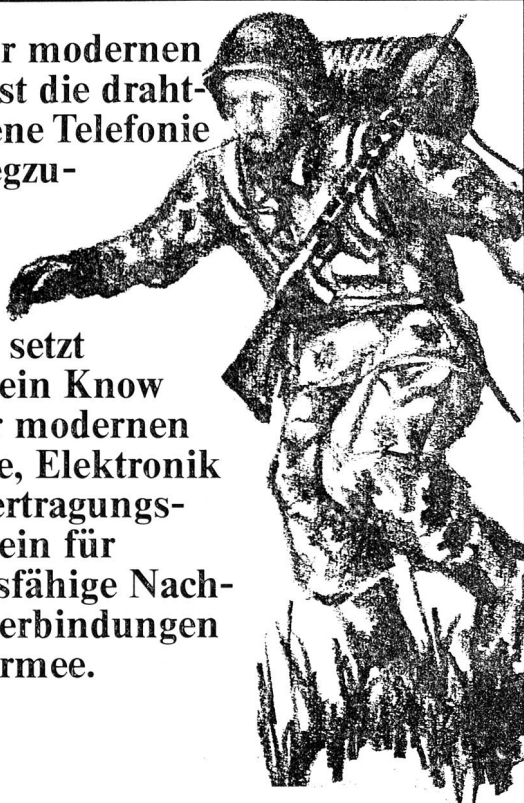 r modernen
st die draht-
ene Telefonie
egzu-
setzt
ein Know
r modernen
e, Elektronik
ertragungs-
ein für
sfähige Nach-
erbindungen
rmee.